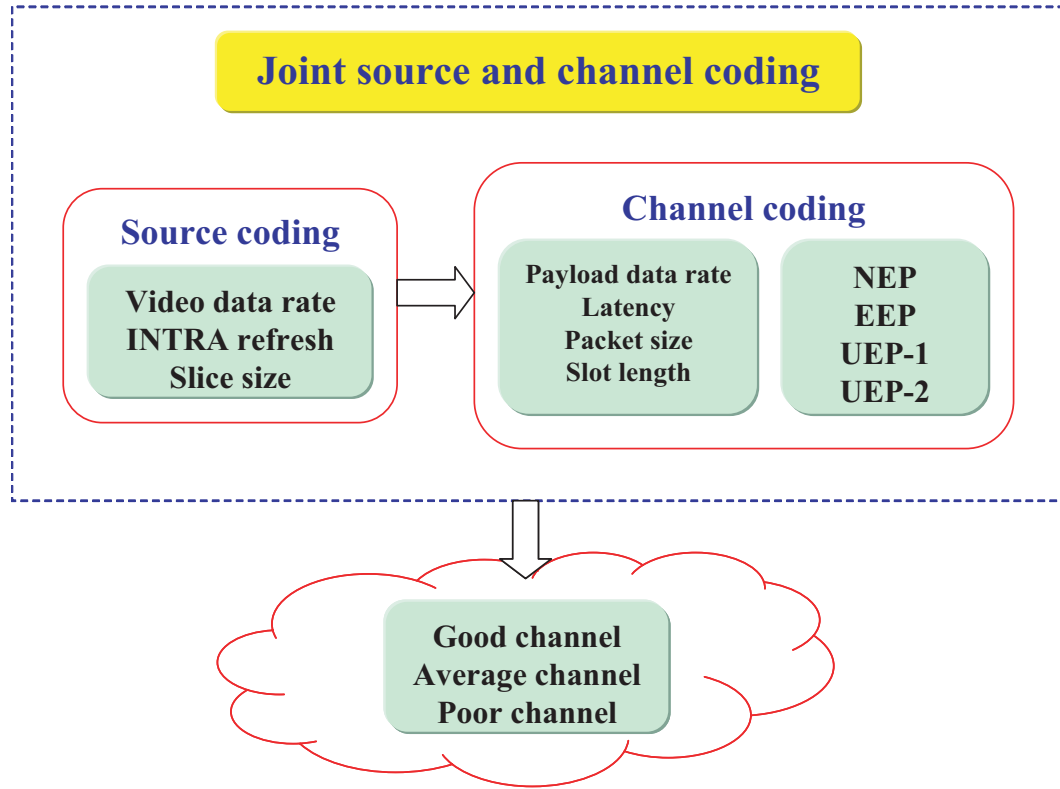 Joint source and channel coding
Source coding
Video data rate
INTRA refresh
Slice size
Channel coding
Payload data rate
Latency
Packet size
Slot length
NEP
EEP
UEP-1
UEP-2
Good channel
Average channel
Poor channel